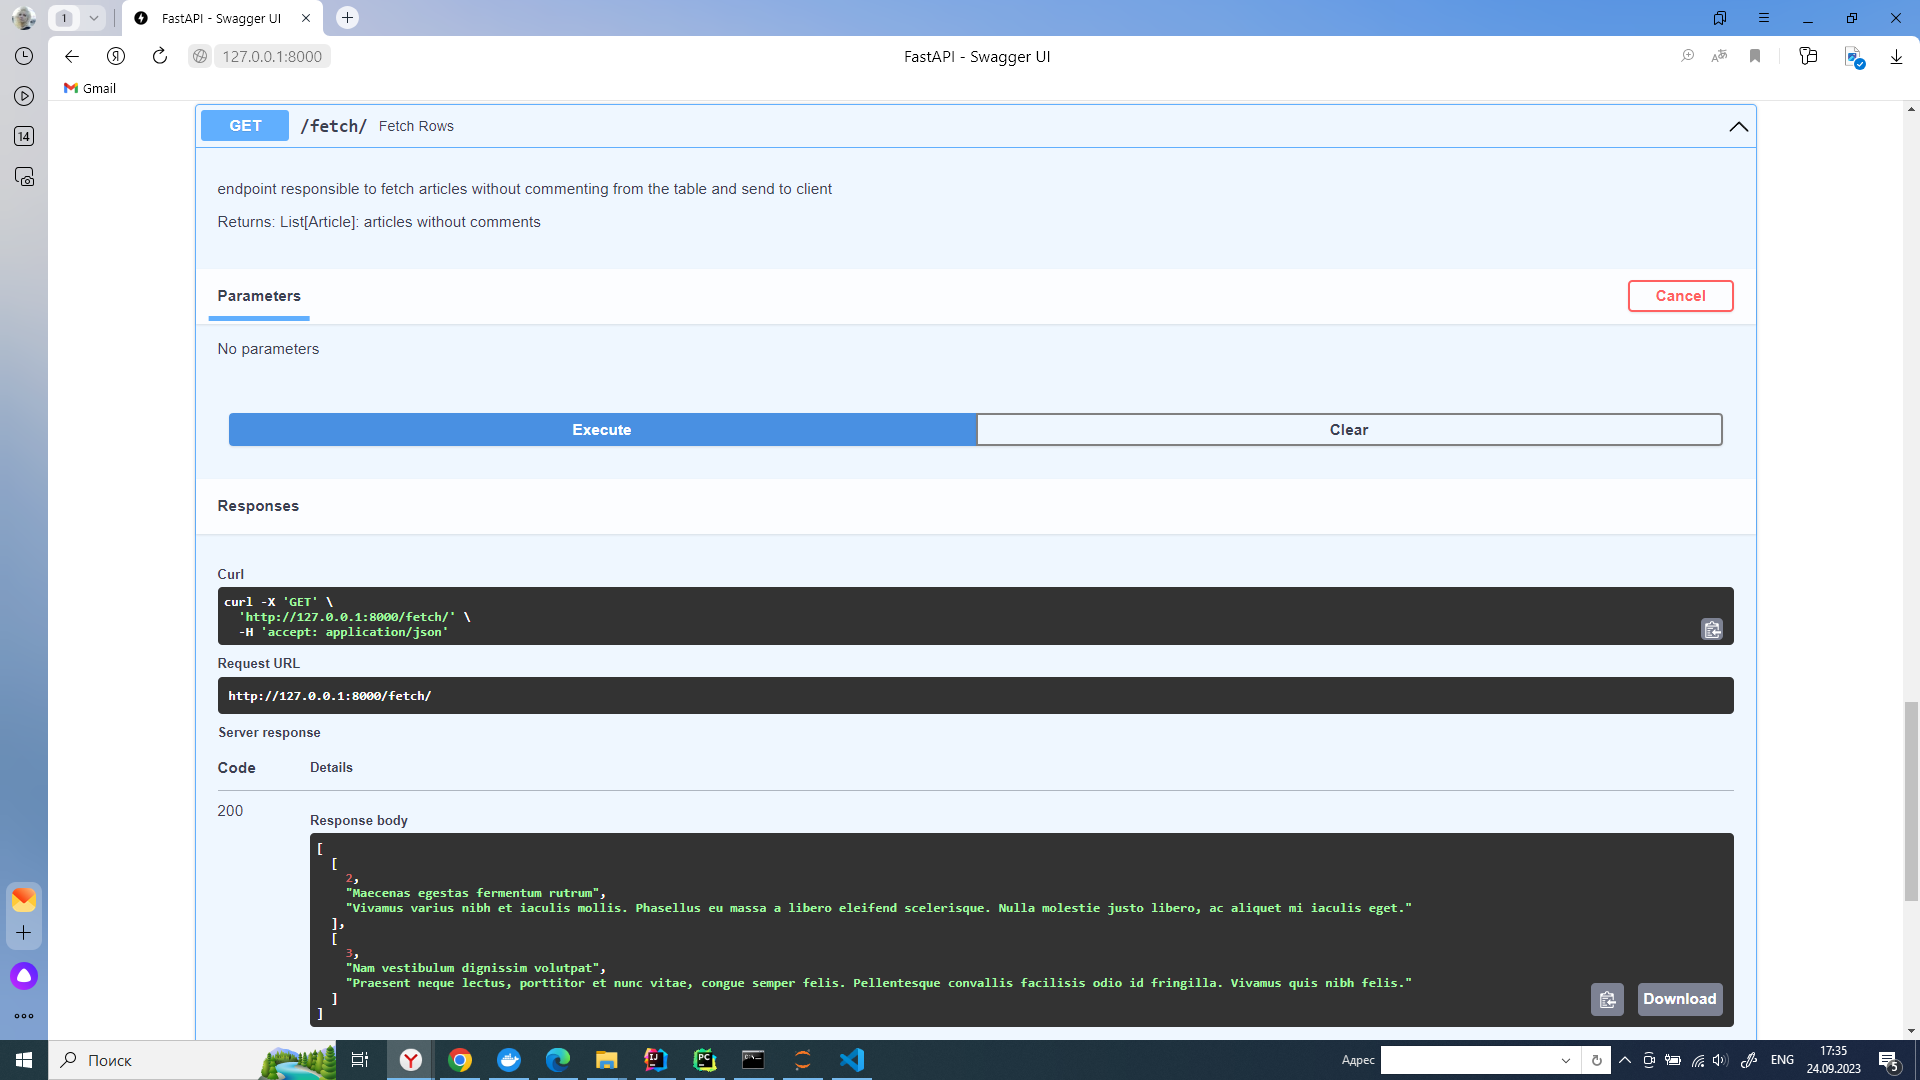 1
FastAPI - Swagger UI
127.0.0.1:8000
FastAPI - Swagger UI
Gmail
14
GET /fetch/ Fetch Rows
endpoint responsible to fetch articles without commenting from the table and send to client
Returns: List[Article]: articles without comments
Parameters
Cancel
No parameters
Execute
Clear
Responses
Curl
curl -X 'GET' \
'http://127.0.0.1:8000/fetch/' \
-H 'accept: application/json'
Request URL
http://127.0.0.1:8000/fetch/
Server response
Code Details
200
Response body
[
[
2,
"Maecenas egestas fermentum rutrum",
"Vivamus varius nibh et iaculis mollis. Phasellus eu massa a libero eleifend scelerisque. Nulla molestie justo libero, ac aliquet mi iaculis eget."
],
[
3,
"Nam vestibulum dignissim volutpat",
"Praesent neque lectus, porttitor et nunc vitae, congue semper felis. Pellentesque convallis facilisis odio id fringilla. Vivamus quis nibh felis."
]
]
Download
Поиск
Адрес
ENG
17:35
24.09.2023
5